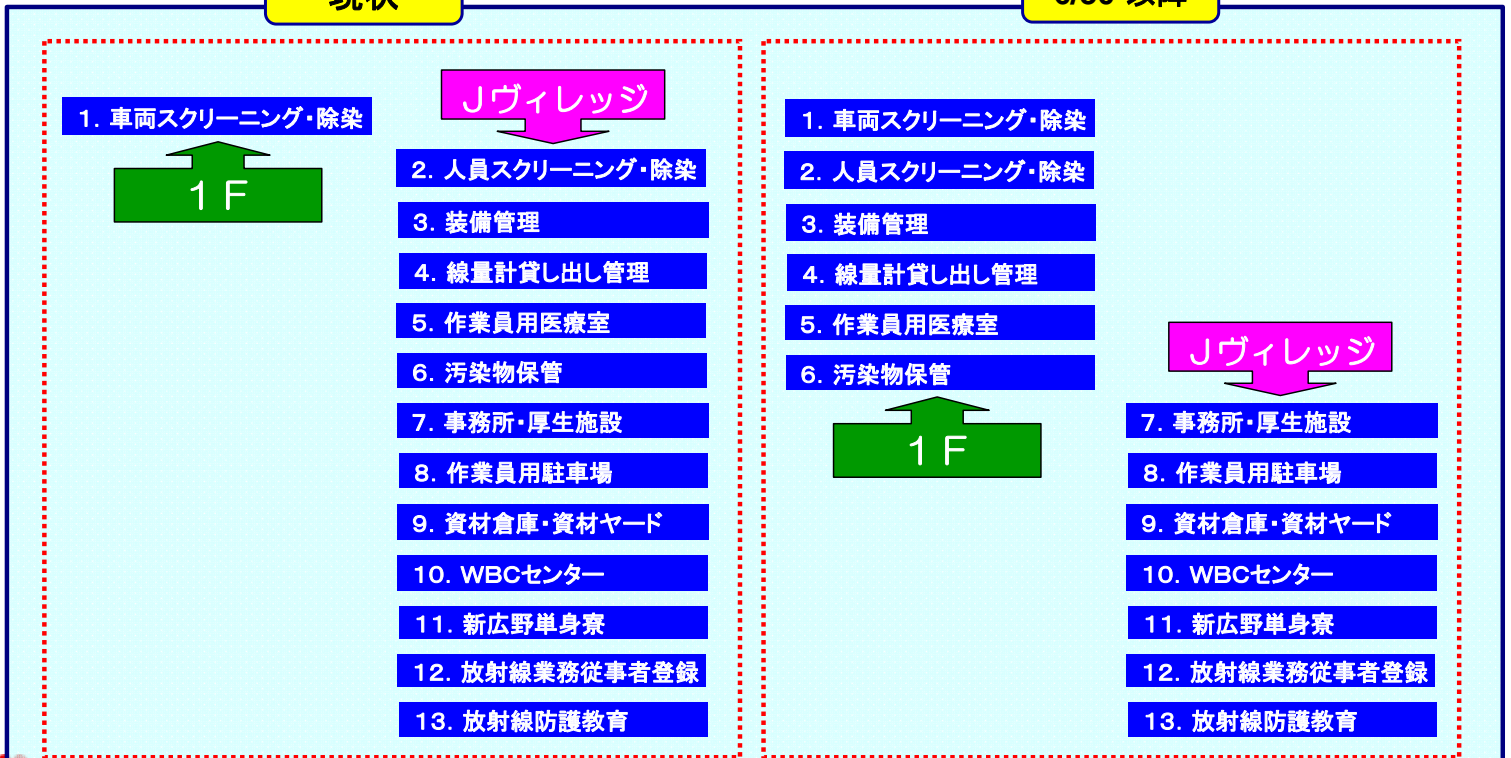 現状
1. 車両スクリーニング・除染
1F
Jヴィレッジ
2. 人員スクリーニング・除染
3. 装備管理
4. 線量計貸し出し管理
5. 作業員用医療室
6. 汚染物保管
7. 事務所・厚生施設
8. 作業員用駐車場
9. 資材倉庫・資材ヤード
10. WBCセンター
11. 新広野単身寮
12. 放射線業務従事者登録
13. 放射線防護教育
以降
1. 車両スクリーニング・除染
2. 人員スクリーニング・除染
3. 装備管理
4. 線量計貸し出し管理
5. 作業員用医療室
6. 汚染物保管
1F
Jヴィレッジ
7. 事務所・厚生施設
8. 作業員用駐車場
9. 資材倉庫・資材ヤード
10. WBCセンター
11. 新広野単身寮
12. 放射線業務従事者登録
13. 放射線防護教育